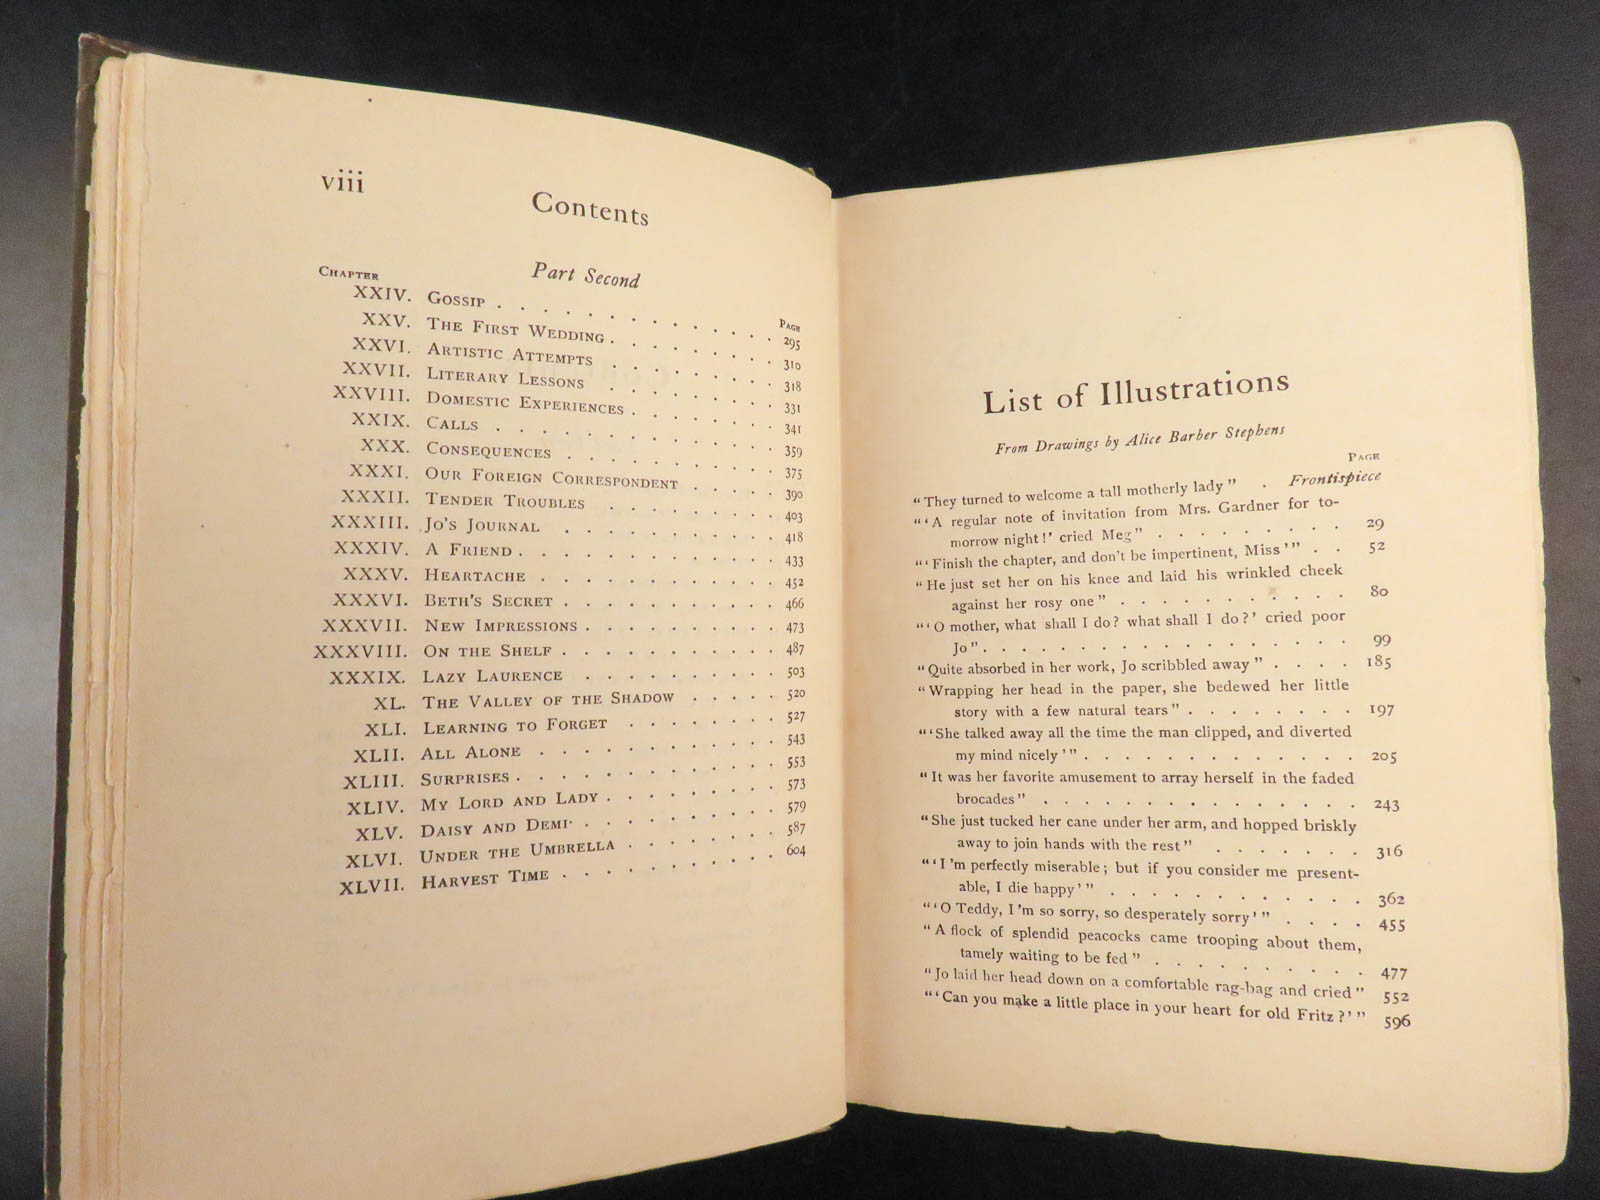 viii
Contents
Part Second
Chapter
Page
XXIV. Gossip . . . . . . . . . . . . . 295
XXV. The First Wedding . . . . . . . . 310
XXVI. Artistic Attempts . . . . . . . . 318
XXVII. Literary Lessons . . . . . . . . 331
XXVIII. Domestic Experiences . . . . . . . 341
XXIX. Calls . . . . . . . . . . . . . 359
XXX. Consequences . . . . . . . . . . 375
XXXI. Our Foreign Correspondent . . . . . 390
XXXII. Tender Troubles . . . . . . . . 403
XXXIII. Jo's Journal . . . . . . . . . . 418
XXXIV. A Friend . . . . . . . . . . . . 433
XXXV. Heartache . . . . . . . . . . . 452
XXXVI. Beth's Secret . . . . . . . . . . 466
XXXVII. New Impressions . . . . . . . . . 473
XXXVIII. On the Shelf . . . . . . . . . . 487
XXXIX. Lazy Laurence . . . . . . . . . 503
XL. The Valley of the Shadow . . . . . 520
XLI. Learning to Forget . . . . . . . 527
XLII. All Alone . . . . . . . . . . . 543
XLIII. Surprises . . . . . . . . . . . . 553
XLIV. My Lord and Lady . . . . . . . . 573
XLV. Daisy and Demi . . . . . . . . . 579
XLVI. Under the Umbrella . . . . . . . 587
XLVII. Harvest Time . . . . . . . . . . 604
List of Illustrations
From Drawings by Alice Barber Stephens
Page
“They turned to welcome a tall motherly lady” . Frontispiece
“‘A regular note of invitation from Mrs. Gardner for to-
morrow night!’ cried Meg” . . . . . . . . . 29
“‘Finish the chapter, and don't be impertinent, Miss’” . . 52
“He just set her on his knee and laid his wrinkled cheek
against her rosy one” . . . . . . . . . . . 80
“‘O mother, what shall I do? what shall I do?’ cried poor
Jo” . . . . . . . . . . . . . . . . . 99
“Quite absorbed in her work, Jo scribbled away” . . . . 185
“Wrapping her head in the paper, she bedewed her little
story with a few natural tears” . . . . . . . . 197
“‘She talked away all the time the man clipped, and diverted
my mind nicely’” . . . . . . . . . . . . . 205
“It was her favorite amusement to array herself in the faded
brocades” . . . . . . . . . . . . . . . 243
“She just tucked her cane under her arm, and hopped briskly
away to join hands with the rest” . . . . . . . 316
“‘I'm perfectly miserable; but if you consider me present-
able, I die happy’” . . . . . . . . . . . . 362
“‘O Teddy, I'm so sorry, so desperately sorry’” . . . . 455
“A flock of splendid peacocks came trooping about them,
tamely waiting to be fed” . . . . . . . . . . 477
“Jo laid her head down on a comfortable rag-bag and cried” 552
“‘Can you make a little place in your heart for old Fritz?’” 596